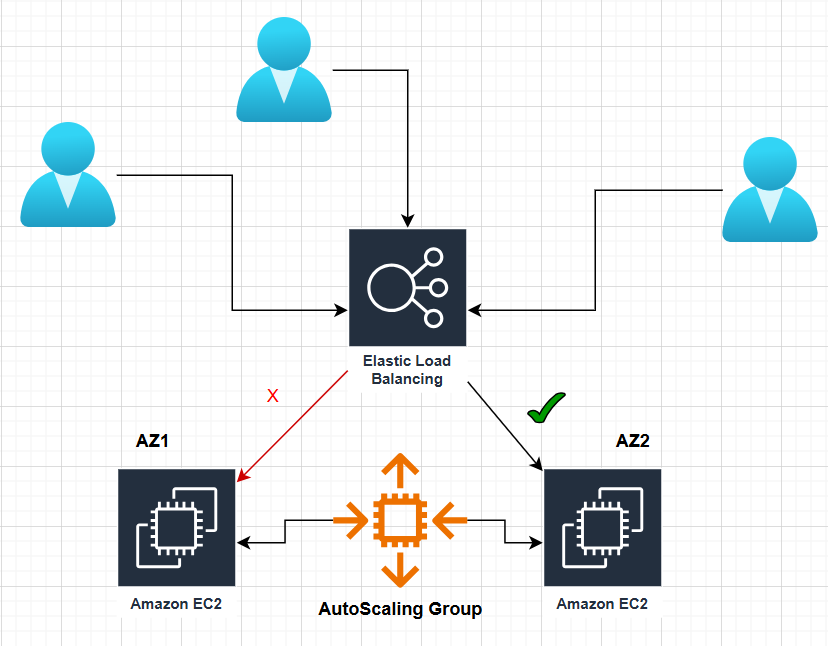 Elastic Load
Balancing
X
AZ1
AZ2
Amazon EC2
AutoScaling Group
Amazon EC2